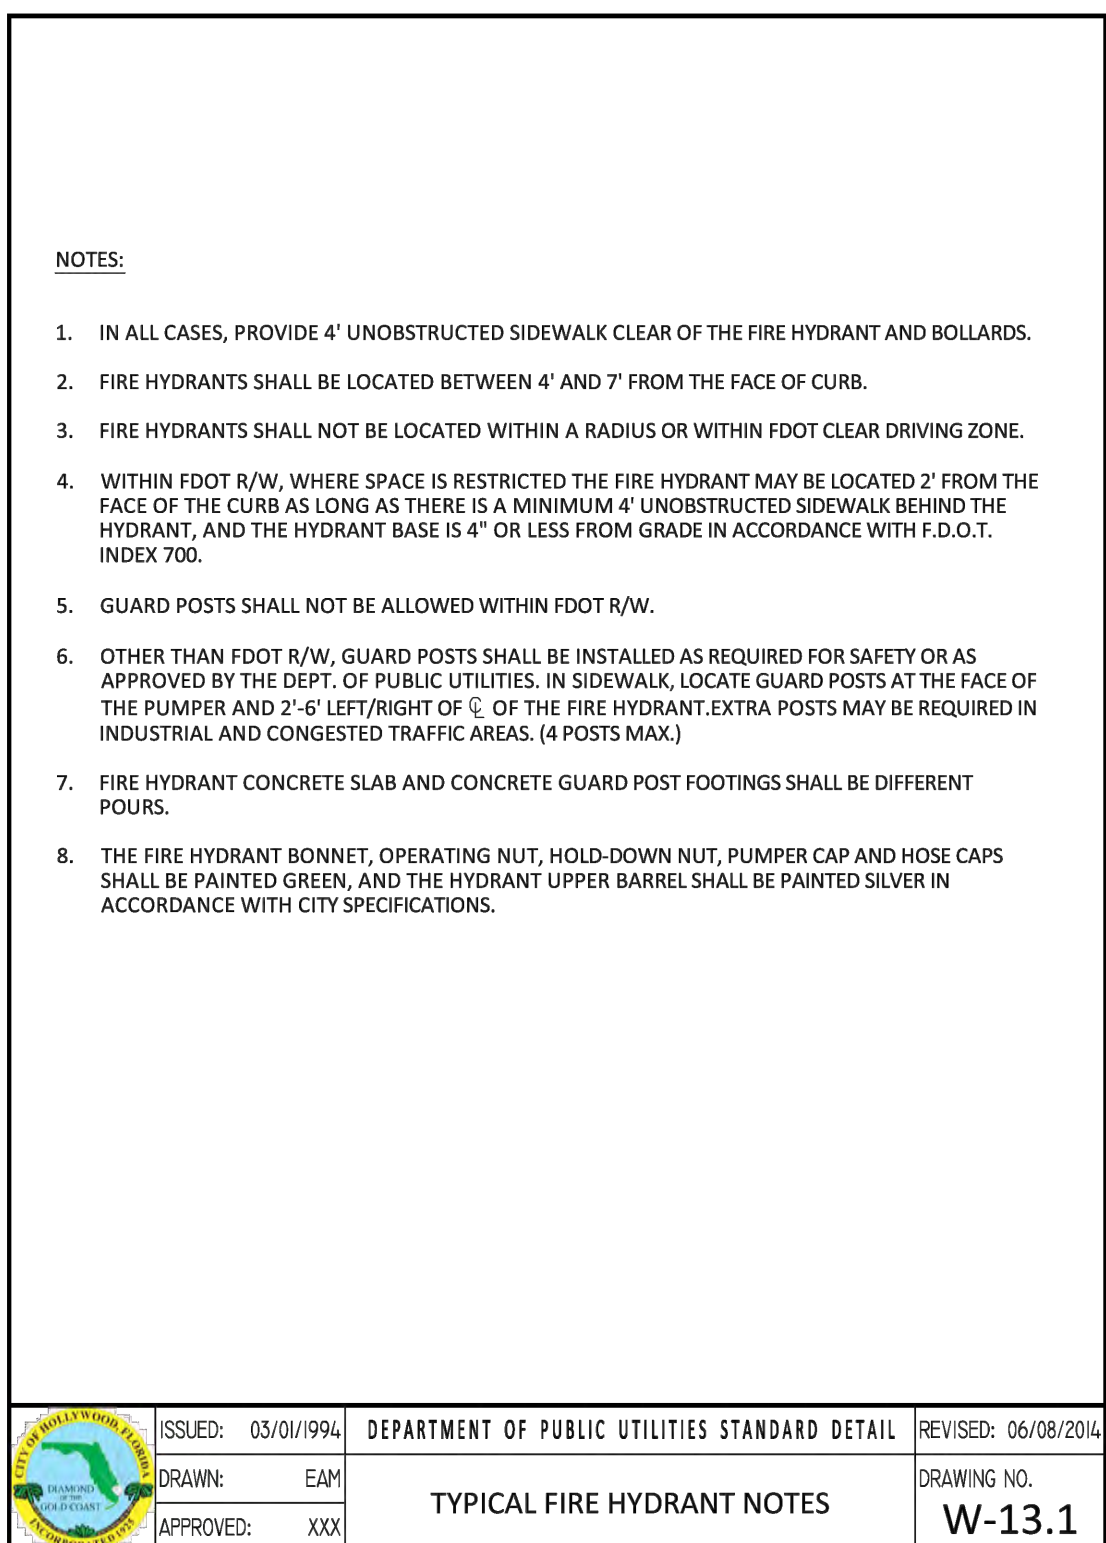 NOTES:
1. IN ALL CASES, PROVIDE 4' UNOBSTRUCTED SIDEWALK CLEAR OF THE FIRE HYDRANT AND BOLLARDS.
2. FIRE HYDRANTS SHALL BE LOCATED BETWEEN 4' AND 7' FROM THE FACE OF CURB.
3. FIRE HYDRANTS SHALL NOT BE LOCATED WITHIN A RADIUS OR WITHIN FDOT CLEAR DRIVING ZONE.
4. WITHIN FDOT R/W, WHERE SPACE IS RESTRICTED THE FIRE HYDRANT MAY BE LOCATED 2' FROM THE
FACE OF THE CURB AS LONG AS THERE IS A MINIMUM 4' UNOBSTRUCTED SIDEWALK BEHIND THE
HYDRANT, AND THE HYDRANT BASE IS 4" OR LESS FROM GRADE IN ACCORDANCE WITH F.D.O.T.
INDEX 700.
5. GUARD POSTS SHALL NOT BE ALLOWED WITHIN FDOT R/W.
6. OTHER THAN FDOT R/W, GUARD POSTS SHALL BE INSTALLED AS REQUIRED FOR SAFETY OR AS
APPROVED BY THE DEPT. OF PUBLIC UTILITIES. IN SIDEWALK, LOCATE GUARD POSTS AT THE FACE OF
THE PUMPER AND 2'-6' LEFT/RIGHT OF ℄ OF THE FIRE HYDRANT.EXTRA POSTS MAY BE REQUIRED IN
INDUSTRIAL AND CONGESTED TRAFFIC AREAS. (4 POSTS MAX.)
7. FIRE HYDRANT CONCRETE SLAB AND CONCRETE GUARD POST FOOTINGS SHALL BE DIFFERENT
POURS.
8. THE FIRE HYDRANT BONNET, OPERATING NUT, HOLD-DOWN NUT, PUMPER CAP AND HOSE CAPS
SHALL BE PAINTED GREEN, AND THE HYDRANT UPPER BARREL SHALL BE PAINTED SILVER IN
ACCORDANCE WITH CITY SPECIFICATIONS.
CITY OF HOLLYWOOD, FLORIDA
DIAMOND
OF THE
GOLD COAST
INCORPORATED 1925
ISSUED: 03/01/1994
DRAWN: EAM
APPROVED: XXX
DEPARTMENT OF PUBLIC UTILITIES STANDARD DETAIL
TYPICAL FIRE HYDRANT NOTES
REVISED: 06/08/2014
DRAWING NO.
W-13.1